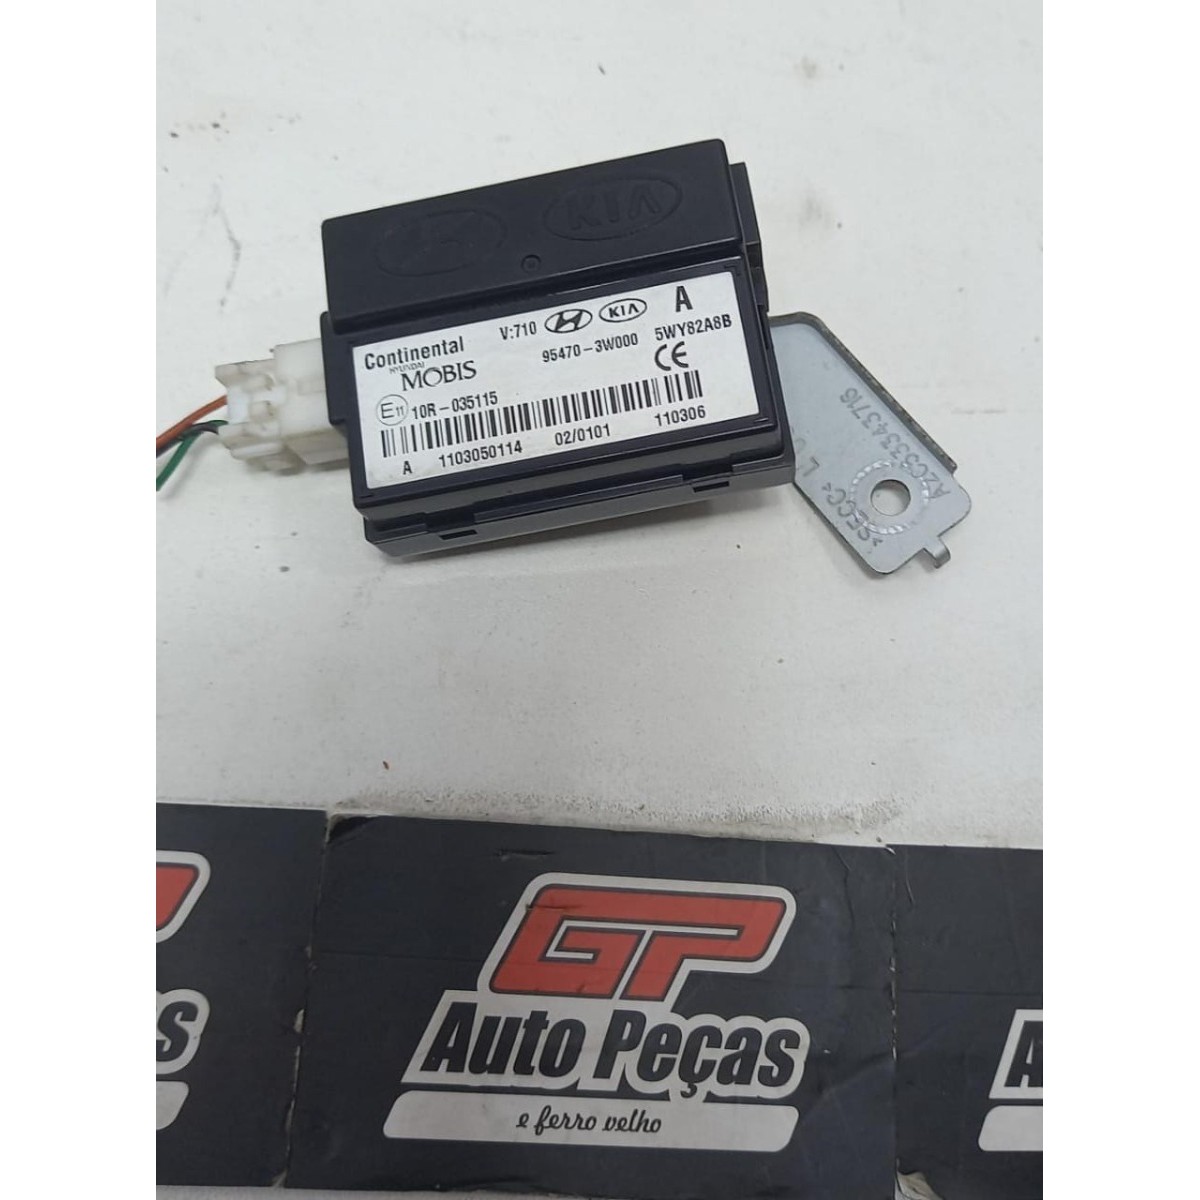 KIA
Continental
V:710
KIA
A
HYUNDAI
MOBIS
95470-3W000
5WY82A8B
CE
E11
10R-035115
A
1103050114
02/0101
110306
AZC33343716
GP
Auto Peças
e ferro velho
s
A